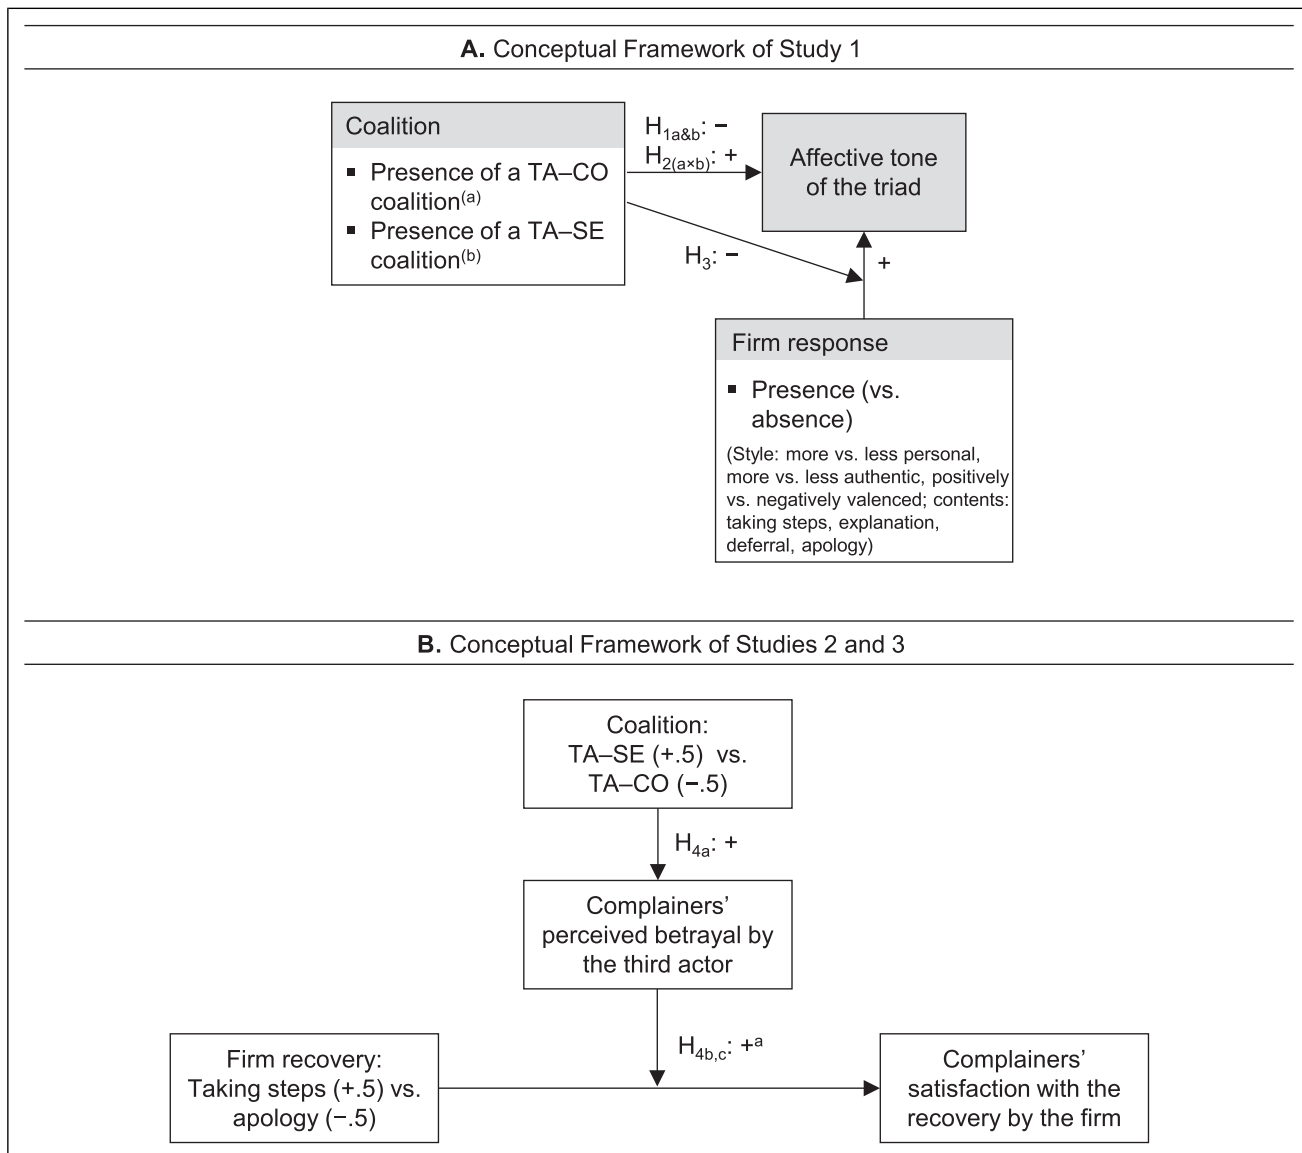 A. Conceptual Framework of Study 1
Coalition
▪ Presence of a TA–CO
coalition(a)
▪ Presence of a TA–SE
coalition(b)
H1a&b: −
H2(a×b): +
Affective tone
of the triad
H3: −
+
Firm response
▪ Presence (vs.
absence)
(Style: more vs. less personal,
more vs. less authentic, positively
vs. negatively valenced; contents:
taking steps, explanation,
deferral, apology)
B. Conceptual Framework of Studies 2 and 3
Coalition:
TA–SE (+.5) vs.
TA–CO (−.5)
H4a: +
Complainers’
perceived betrayal by
the third actor
H4b,c: +a
Firm recovery:
Taking steps (+.5) vs.
apology (−.5)
Complainers’
satisfaction with the
recovery by the firm